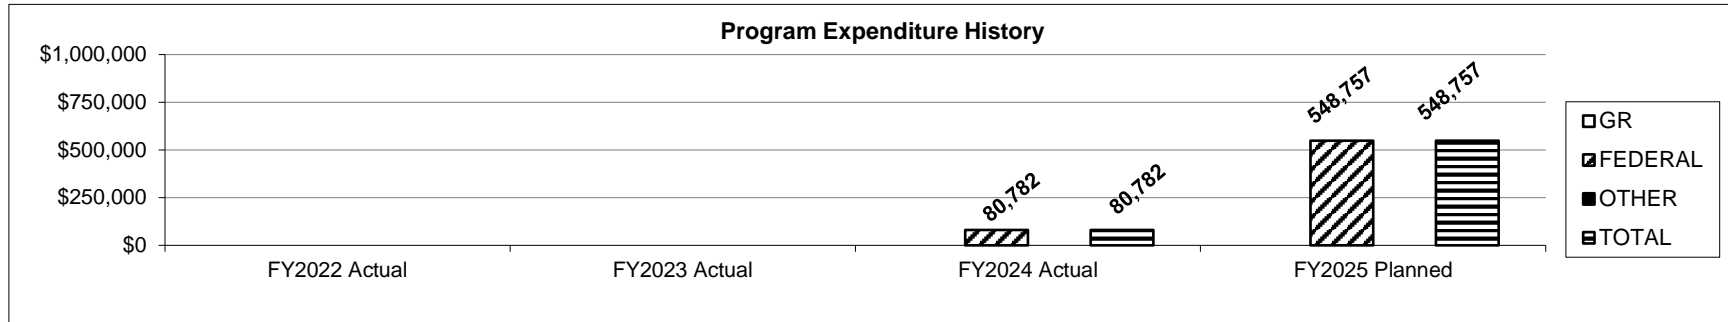 Program Expenditure History
$1,000,000
$750,000
$500,000
$250,000
$0
80,782
80,782
548,757
548,757
FY2022 Actual
FY2023 Actual
FY2024 Actual
FY2025 Planned
GR
FEDERAL
OTHER
TOTAL